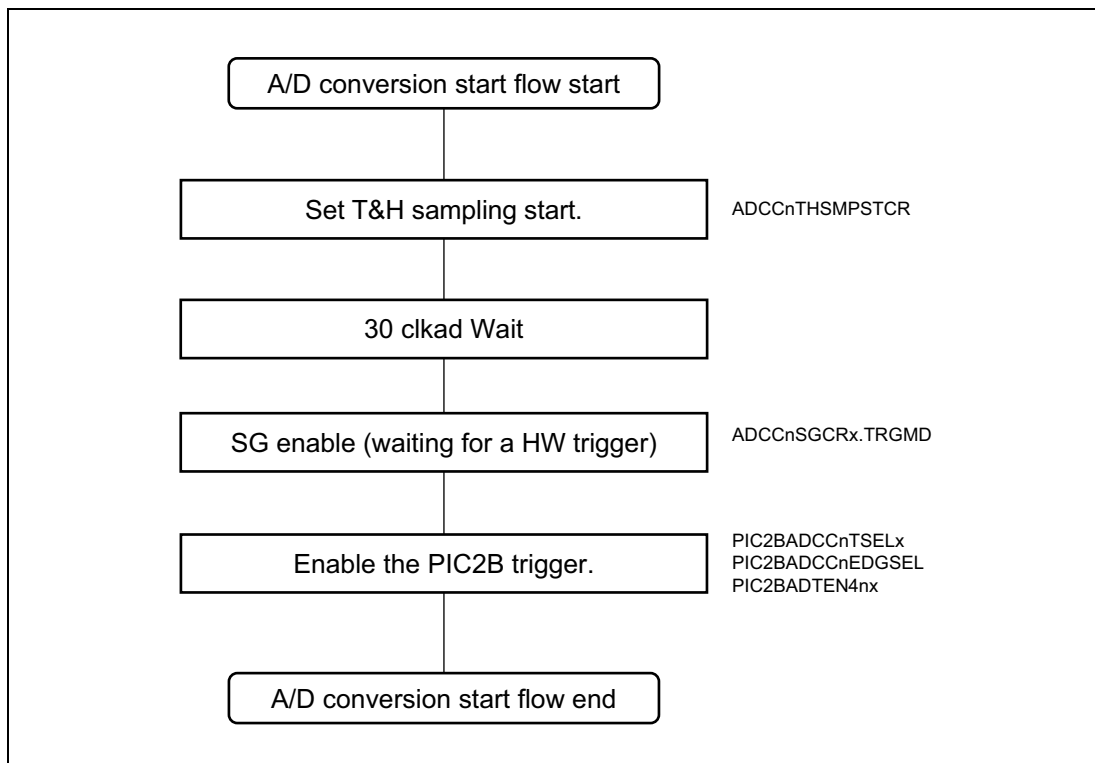 A/D conversion start flow start
Set T&H sampling start.
ADCCnTHSMPSTCR
30 clkad Wait
SG enable (waiting for a HW trigger)
ADCCnSGCRx.TRGMD
Enable the PIC2B trigger.
PIC2BADCCnTSELx
PIC2BADCCnEDGSEL
PIC2BADTEN4nx
A/D conversion start flow end